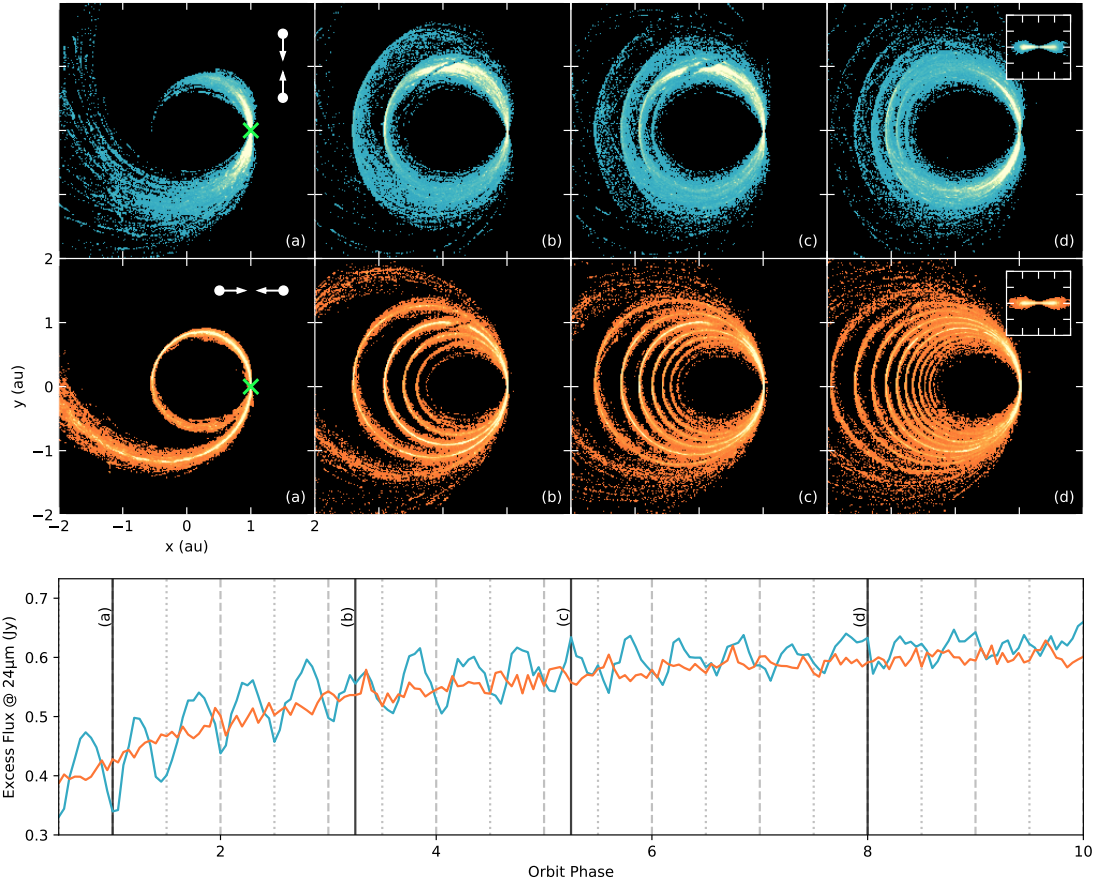 (a) (b) (c) (d)
2
1
0
−1
−2
y (au)
(a) (b) (c) (d)
−2 −1 0 1 2
x (au)
0.7
0.6
0.5
0.4
0.3
Excess Flux @ 24μm (Jy)
(a) (b) (c) (d)
2 4 6 8 10
Orbit Phase